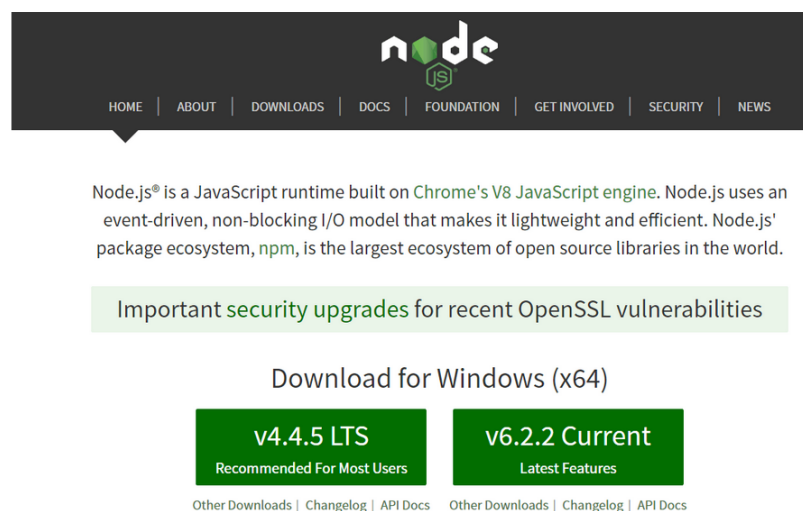 node
JS
HOME | ABOUT | DOWNLOADS | DOCS | FOUNDATION | GET INVOLVED | SECURITY | NEWS
Node.js® is a JavaScript runtime built on Chrome's V8 JavaScript engine. Node.js uses an
event-driven, non-blocking I/O model that makes it lightweight and efficient. Node.js'
package ecosystem, npm, is the largest ecosystem of open source libraries in the world.
Important security upgrades for recent OpenSSL vulnerabilities
Download for Windows (x64)
v4.4.5 LTS
Recommended For Most Users
v6.2.2 Current
Latest Features
Other Downloads | Changelog | API Docs
Other Downloads | Changelog | API Docs